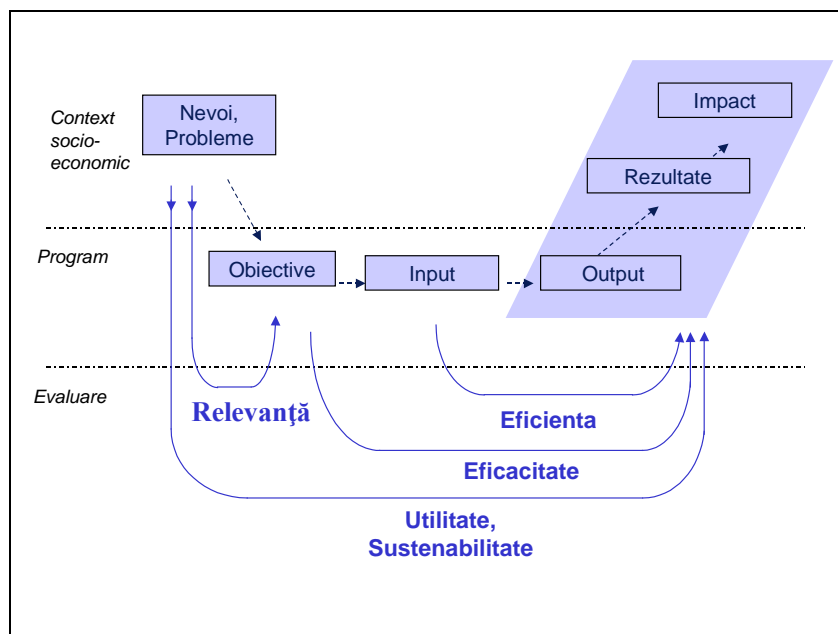 Context
socio-
economic
Nevoi,
Probleme
Impact
Rezultate
Program
Obiective
Input
Output
Evaluare
Relevanţă
Eficienta
Eficacitate
Utilitate,
Sustenabilitate